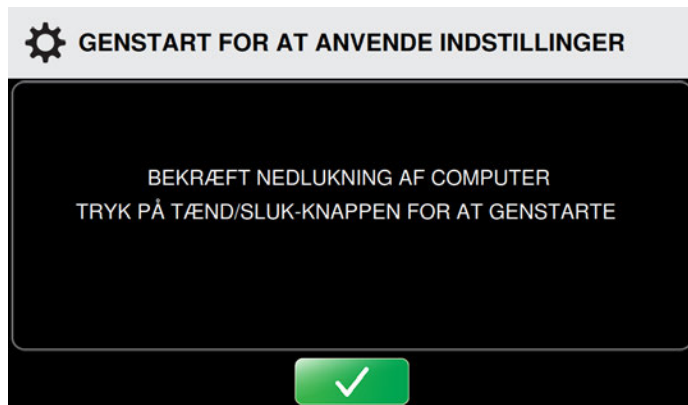 GENSTART FOR AT ANVENDE INDSTILLINGER
BEKRÆFT NEDLUKNING AF COMPUTER
TRYK PÅ TÆND/SLUK-KNAPPEN FOR AT GENSTARTE